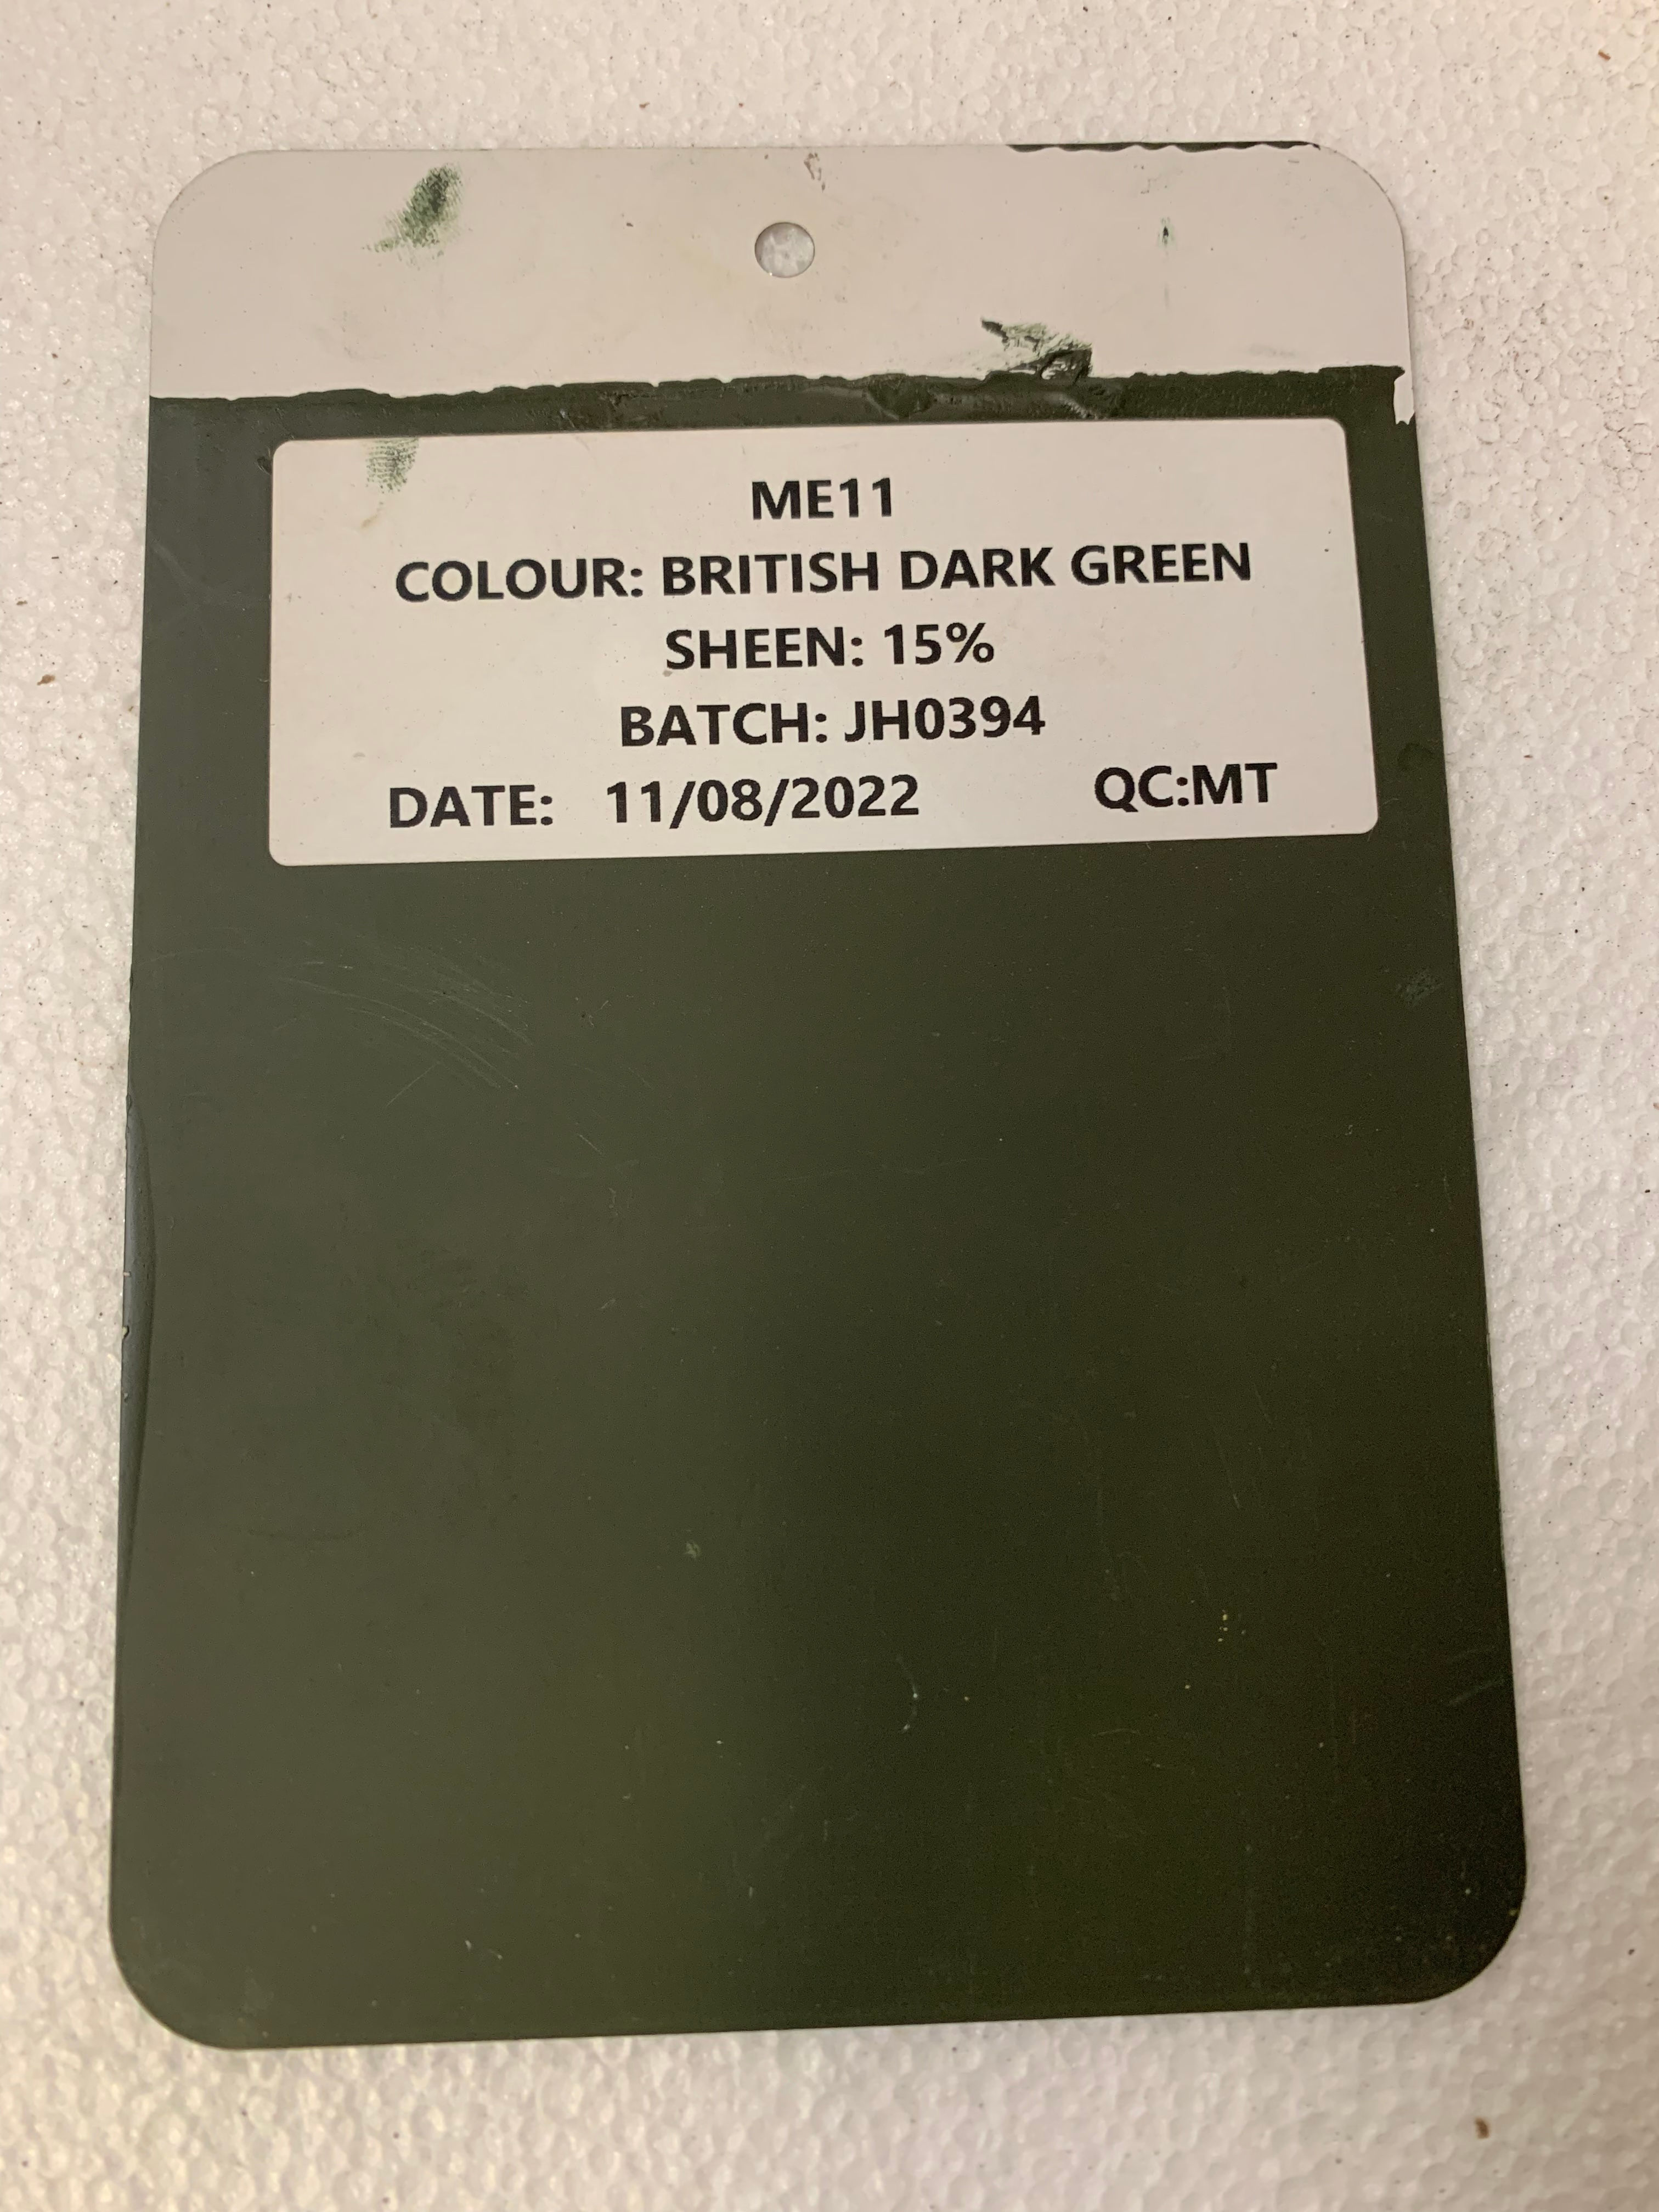 ME11
COLOUR: BRITISH DARK GREEN
SHEEN: 15%
BATCH: JH0394
DATE: 11/08/2022 QC:MT